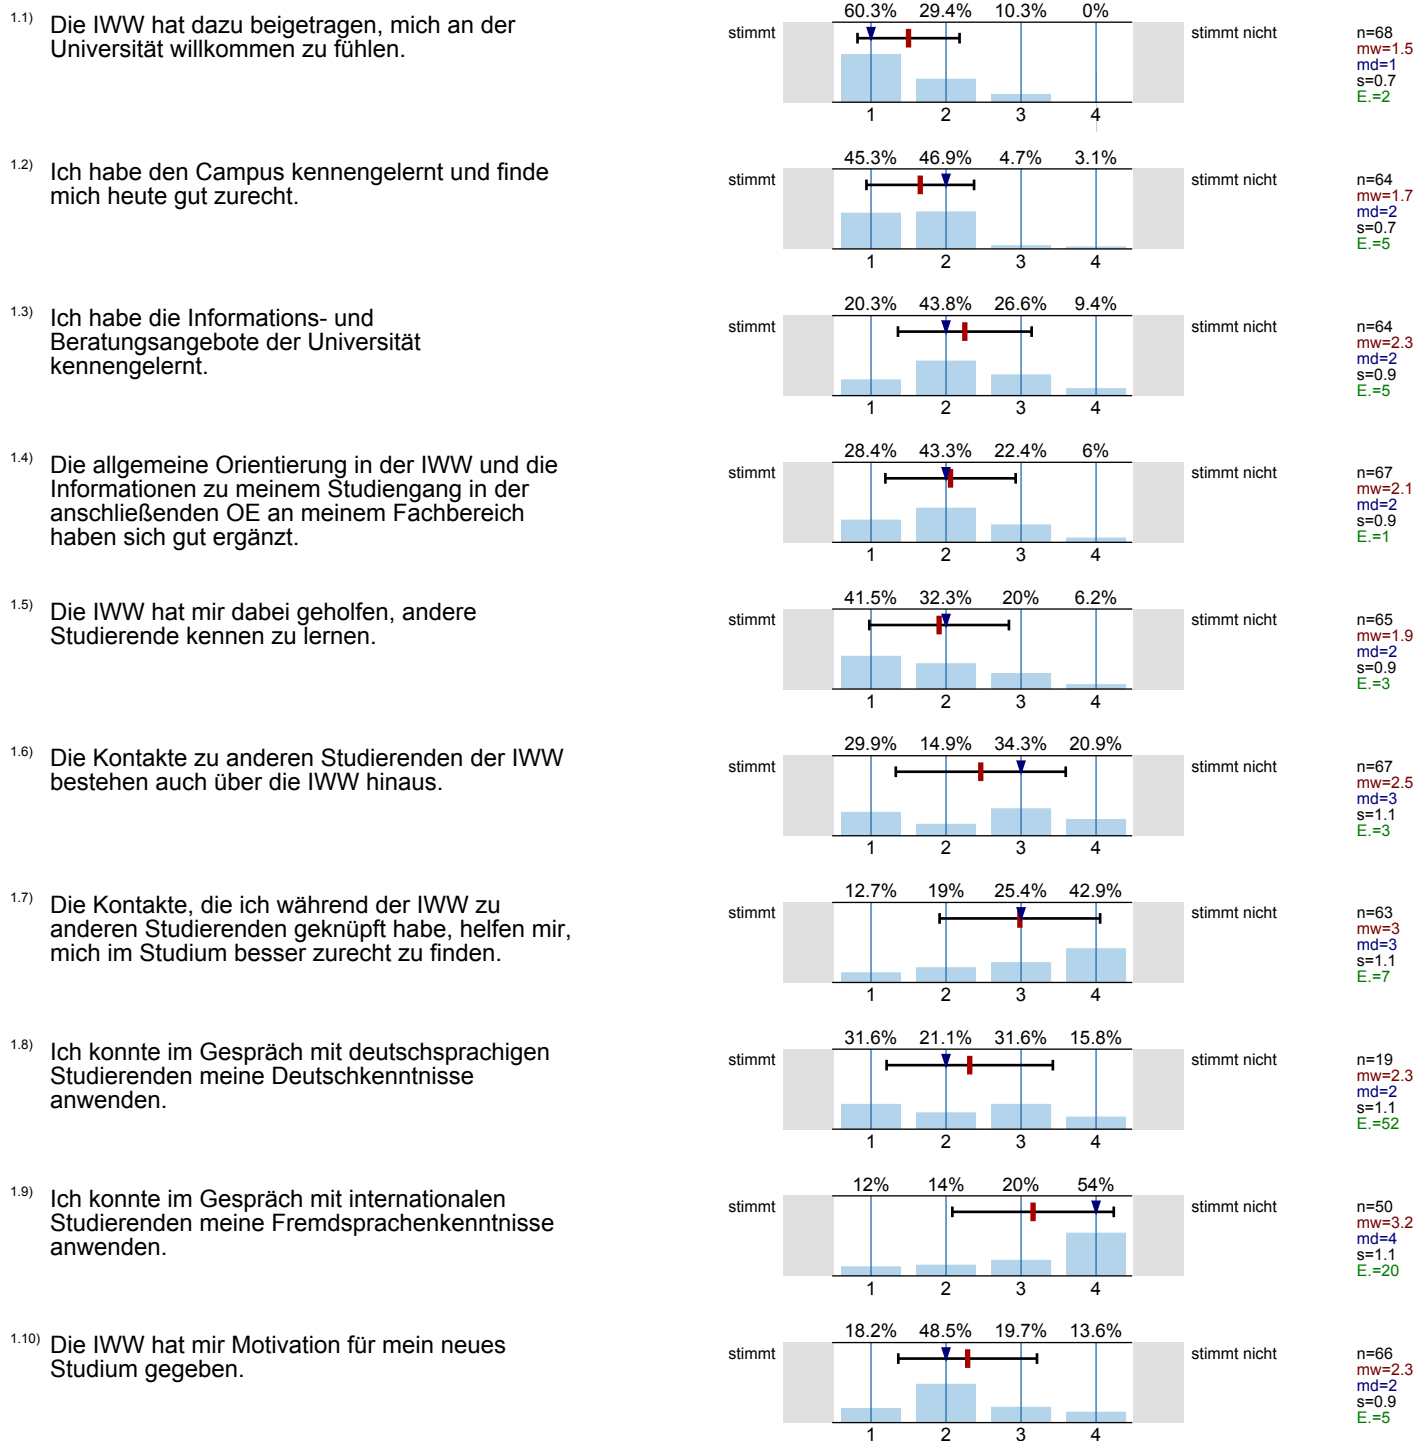 1.1) Die IWW hat dazu beigetragen, mich an der
Universität willkommen zu fühlen.
60.3% 29.4% 10.3% 0%
stimmt
stimmt nicht
1 2 3 4
n=68
mw=1.5
md=1
s=0.7
E.=2
1.2) Ich habe den Campus kennengelernt und finde
mich heute gut zurecht.
45.3% 46.9% 4.7% 3.1%
stimmt
stimmt nicht
1 2 3 4
n=64
mw=1.7
md=2
s=0.7
E.=5
1.3) Ich habe die Informations- und
Beratungsangebote der Universität
kennengelernt.
20.3% 43.8% 26.6% 9.4%
stimmt
stimmt nicht
1 2 3 4
n=64
mw=2.3
md=2
s=0.9
E.=5
1.4) Die allgemeine Orientierung in der IWW und die
Informationen zu meinem Studiengang in der
anschließenden OE an meinem Fachbereich
haben sich gut ergänzt.
28.4% 43.3% 22.4% 6%
stimmt
stimmt nicht
1 2 3 4
n=67
mw=2.1
md=2
s=0.9
E.=1
1.5) Die IWW hat mir dabei geholfen, andere
Studierende kennen zu lernen.
41.5% 32.3% 20% 6.2%
stimmt
stimmt nicht
1 2 3 4
n=65
mw=1.9
md=2
s=0.9
E.=3
1.6) Die Kontakte zu anderen Studierenden der IWW
bestehen auch über die IWW hinaus.
29.9% 14.9% 34.3% 20.9%
stimmt
stimmt nicht
1 2 3 4
n=67
mw=2.5
md=3
s=1.1
E.=3
1.7) Die Kontakte, die ich während der IWW zu
anderen Studierenden geknüpft habe, helfen mir,
mich im Studium besser zurecht zu finden.
12.7% 19% 25.4% 42.9%
stimmt
stimmt nicht
1 2 3 4
n=63
mw=3
md=3
s=1.1
E.=7
1.8) Ich konnte im Gespräch mit deutschsprachigen
Studierenden meine Deutschkenntnisse
anwenden.
31.6% 21.1% 31.6% 15.8%
stimmt
stimmt nicht
1 2 3 4
n=19
mw=2.3
md=2
s=1.1
E.=52
1.9) Ich konnte im Gespräch mit internationalen
Studierenden meine Fremdsprachenkenntnisse
anwenden.
12% 14% 20% 54%
stimmt
stimmt nicht
1 2 3 4
n=50
mw=3.2
md=4
s=1.1
E.=20
1.10) Die IWW hat mir Motivation für mein neues
Studium gegeben.
18.2% 48.5% 19.7% 13.6%
stimmt
stimmt nicht
1 2 3 4
n=66
mw=2.3
md=2
s=0.9
E.=5